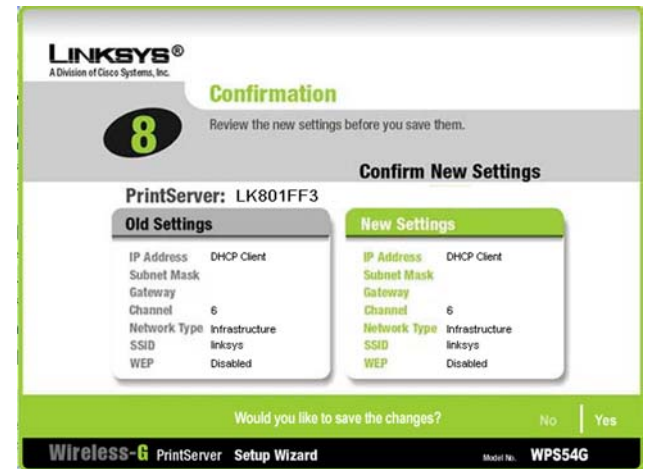 LINKSYS®
A Division of Cisco Systems, Inc.
Confirmation
8
Review the new settings before you save them.
Confirm New Settings
PrintServer: LK801FF3
Old Settings
IP Address DHCP Client
Subnet Mask
Gateway
Channel 6
Network Type Infrastructure
SSID linksys
WEP Disabled
New Settings
IP Address DHCP Client
Subnet Mask
Gateway
Channel 6
Network Type Infrastructure
SSID linksys
WEP Disabled
Would you like to save the changes?
No Yes
Wireless-G PrintServer Setup Wizard Model No. WPS54G